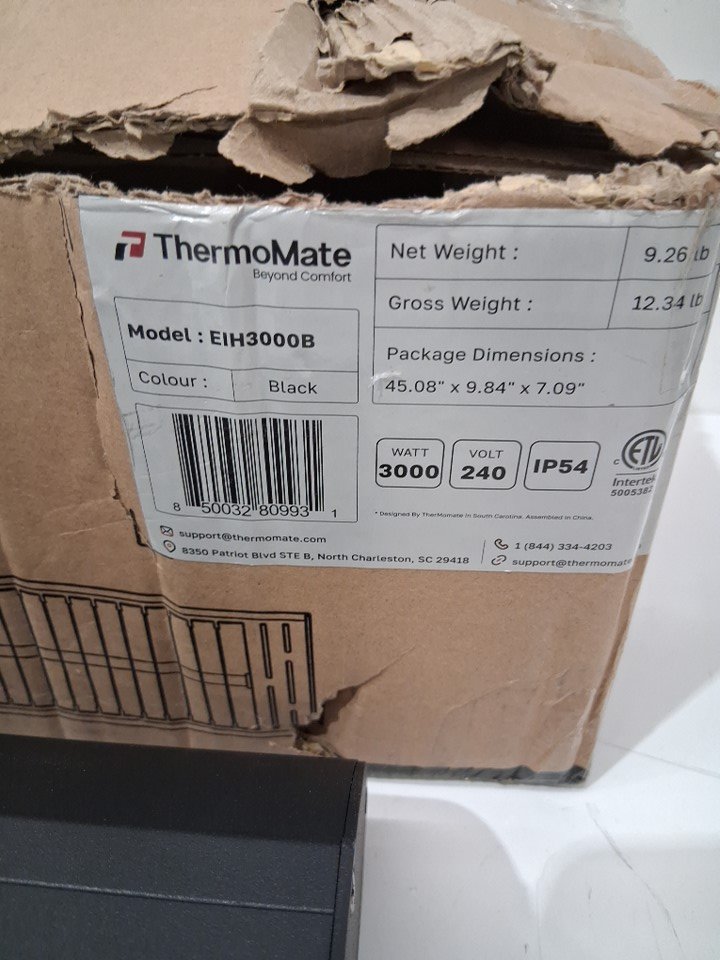 ThermoMate
Beyond Comfort
Model : EIH3000B
Colour : Black
Net Weight : 9.26 lb
Gross Weight : 12.34 lb
Package Dimensions :
45.08" x 9.84" x 7.09"
WATT
3000
VOLT
240
IP54
C ETL
Intertek
8 50032 80993 1
* Designed By ThermoMate in South Carolina. Assembled in China.
support@thermomate.com
8350 Patriot Blvd STE B, North Charleston, SC 29418
1 (844) 334-4203
support@thermomate